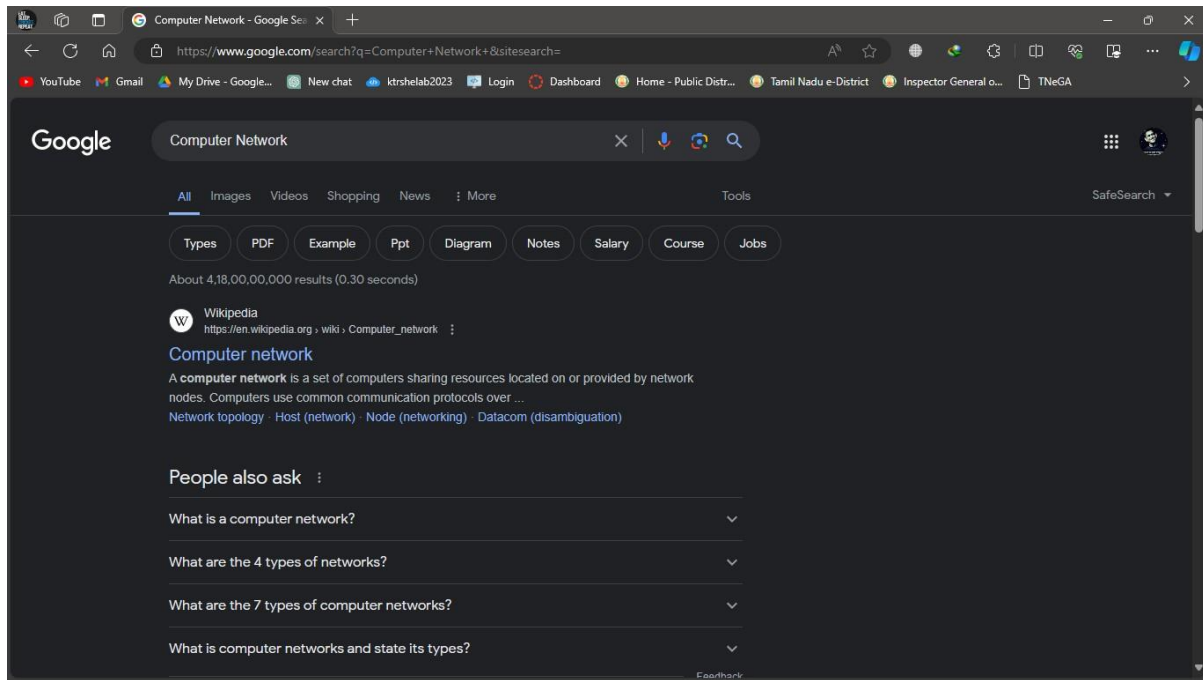 Computer Network - Google Sea
https://www.google.com/search?q=Computer+Network+&sitesearch=
YouTube Gmail My Drive - Google... New chat ktrshelab2023 Login Dashboard Home - Public Distr... Tamil Nadu e-District Inspector General o... TNeGA
Google Computer Network
All Images Videos Shopping News More Tools SafeSearch
Types PDF Example Ppt Diagram Notes Salary Course Jobs
About 4,18,00,00,000 results (0.30 seconds)
W Wikipedia
https://en.wikipedia.org › wiki › Computer_network
Computer network
A computer network is a set of computers sharing resources located on or provided by network
nodes. Computers use common communication protocols over ...
Network topology · Host (network) · Node (networking) · Datacom (disambiguation)
People also ask
What is a computer network?
What are the 4 types of networks?
What are the 7 types of computer networks?
What is computer networks and state its types?
Feedback